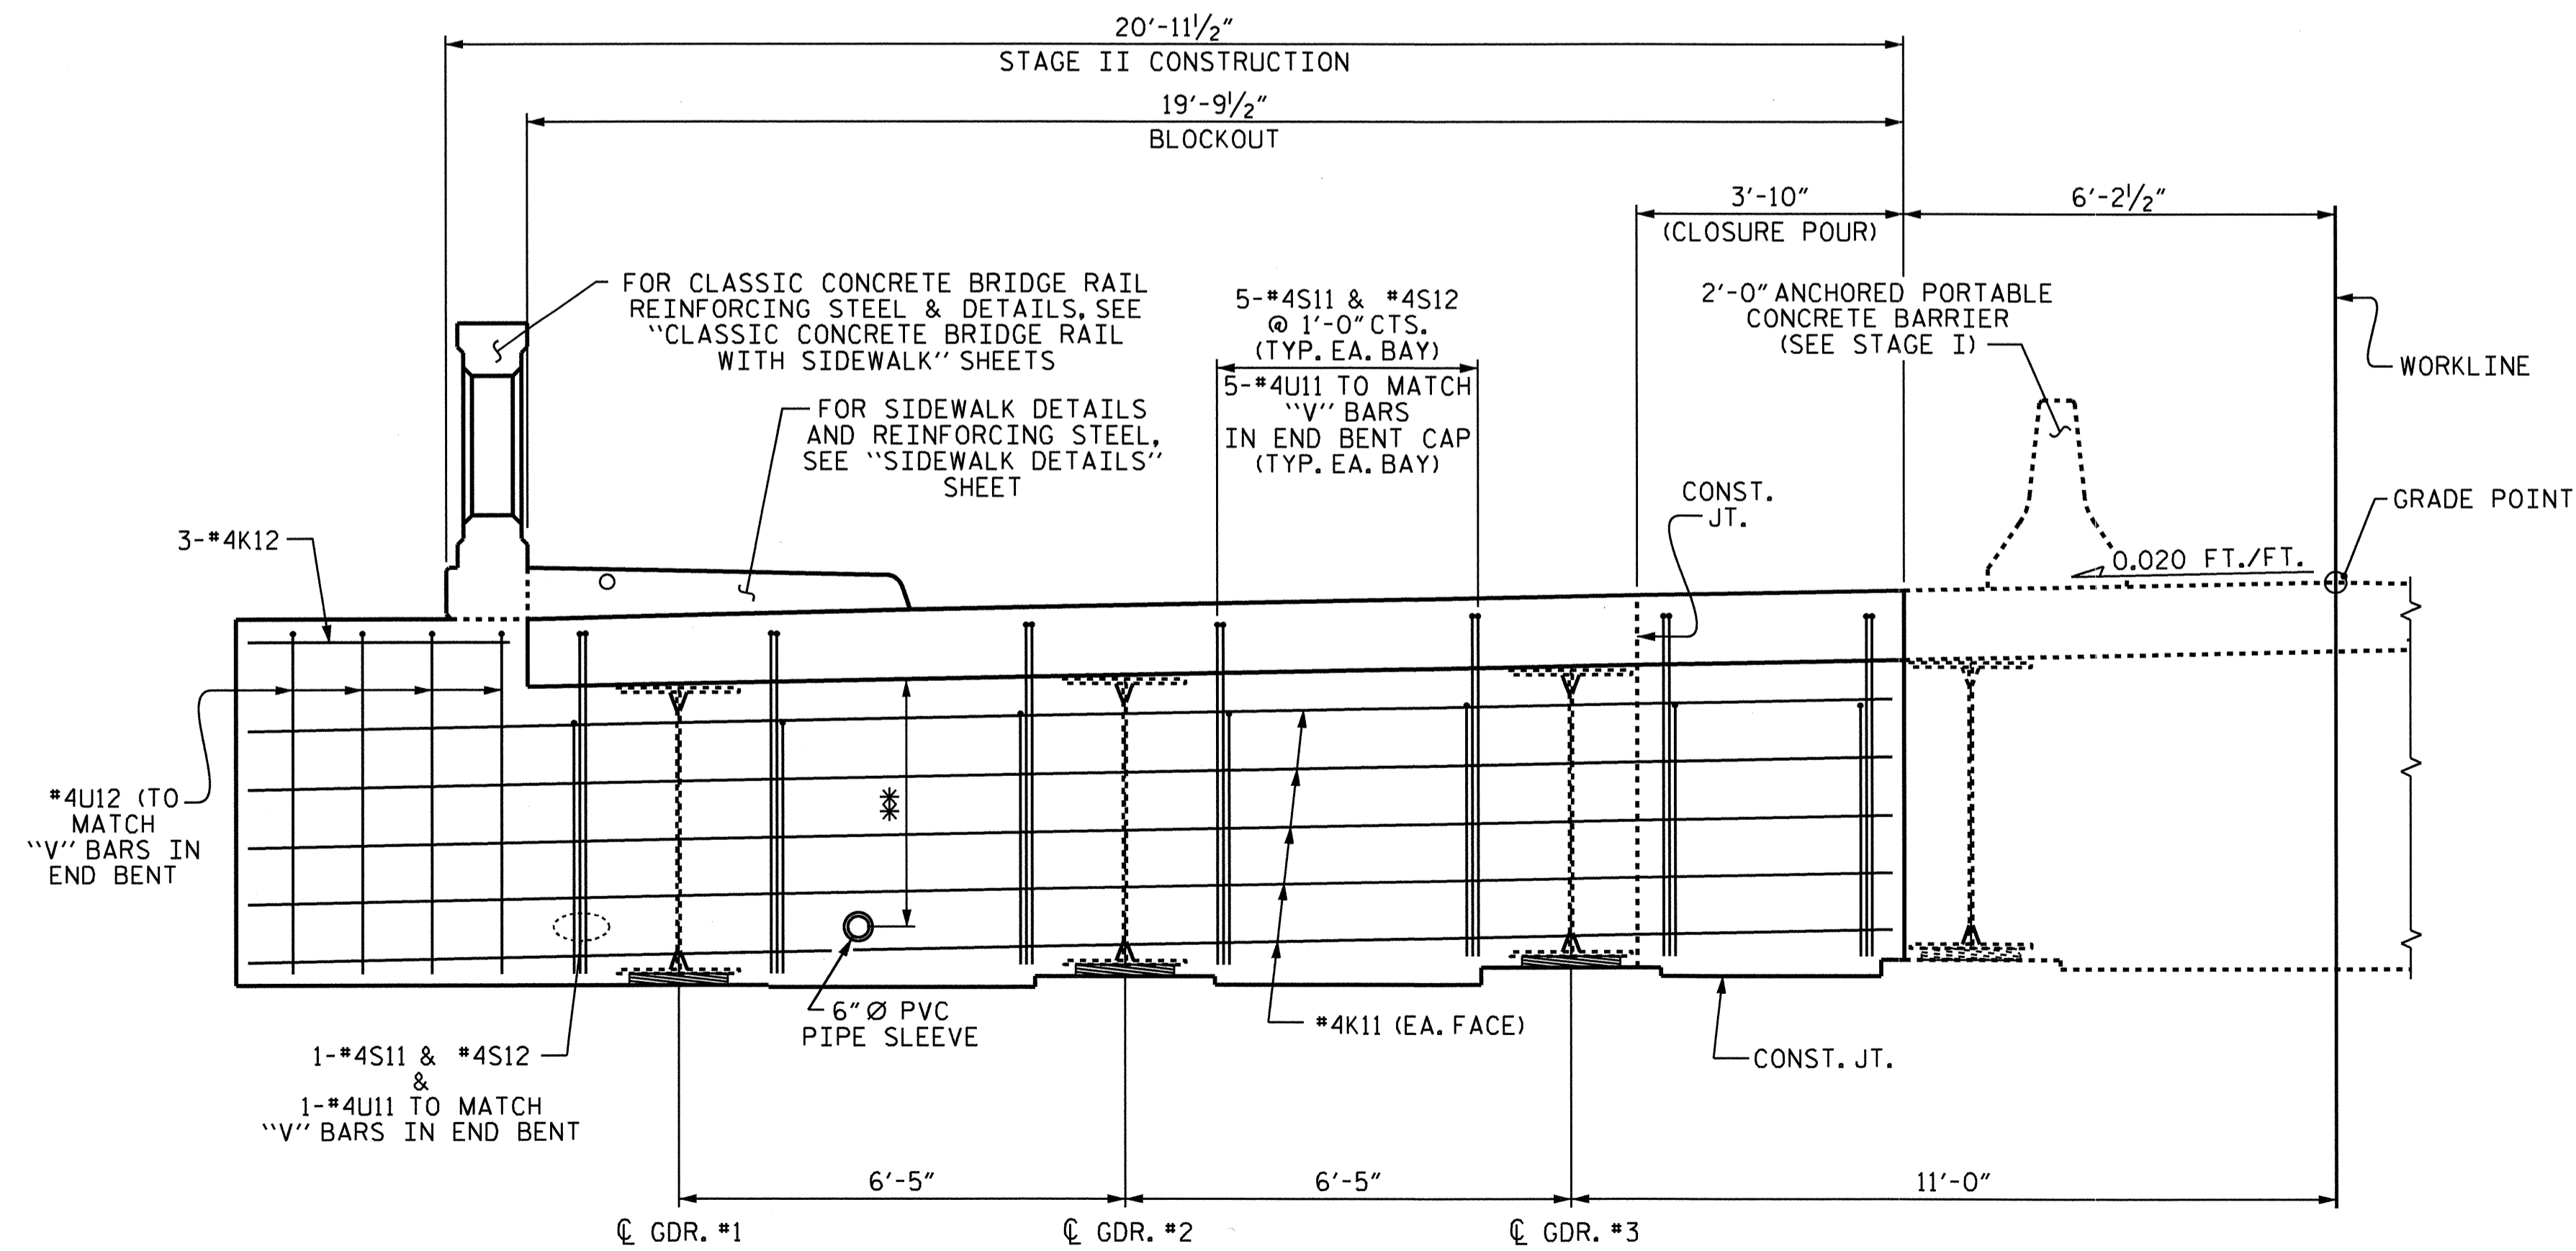 20'-11 1/2"
STAGE II CONSTRUCTION
19'-9 1/2"
BLOCKOUT
3'-10"
(CLOSURE POUR)
6'-2 1/2"
FOR CLASSIC CONCRETE BRIDGE RAIL
REINFORCING STEEL & DETAILS, SEE
"CLASSIC CONCRETE BRIDGE RAIL
WITH SIDEWALK" SHEETS
5-#4S11 & #4S12
@ 1'-0" CTS.
(TYP. EA. BAY)
5-#4U11 TO MATCH
"V" BARS
IN END BENT CAP
(TYP. EA. BAY)
2'-0" ANCHORED PORTABLE
CONCRETE BARRIER
(SEE STAGE I)
WORKLINE
FOR SIDEWALK DETAILS
AND REINFORCING STEEL,
SEE "SIDEWALK DETAILS"
SHEET
CONST.
JT.
GRADE POINT
3-#4K12
0.020 FT./FT.
#4U12 (TO
MATCH
"V" BARS IN
END BENT
6" Ø PVC
PIPE SLEEVE
#4K11 (EA. FACE)
1-#4S11 & #4S12
&
1-#4U11 TO MATCH
"V" BARS IN END BENT
CONST. JT.
6'-5"
6'-5"
11'-0"
℄ GDR. #1
℄ GDR. #2
℄ GDR. #3